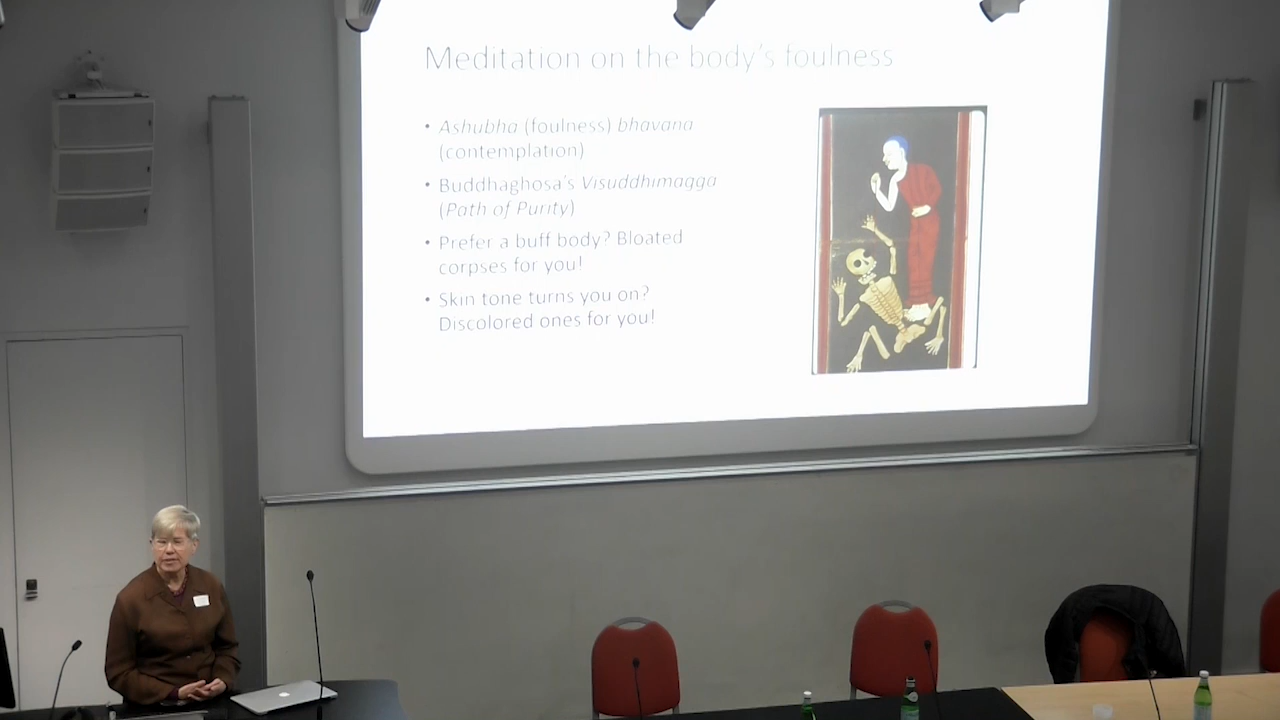 Meditation on the body's foulness
• Ashubha (foulness) bhavana
(contemplation)
• Buddhaghosa's Visuddhimagga
(Path of Purity)
• Prefer a buff body? Bloated
corpses for you!
• Skin tone turns you on?
Discolored ones for you!